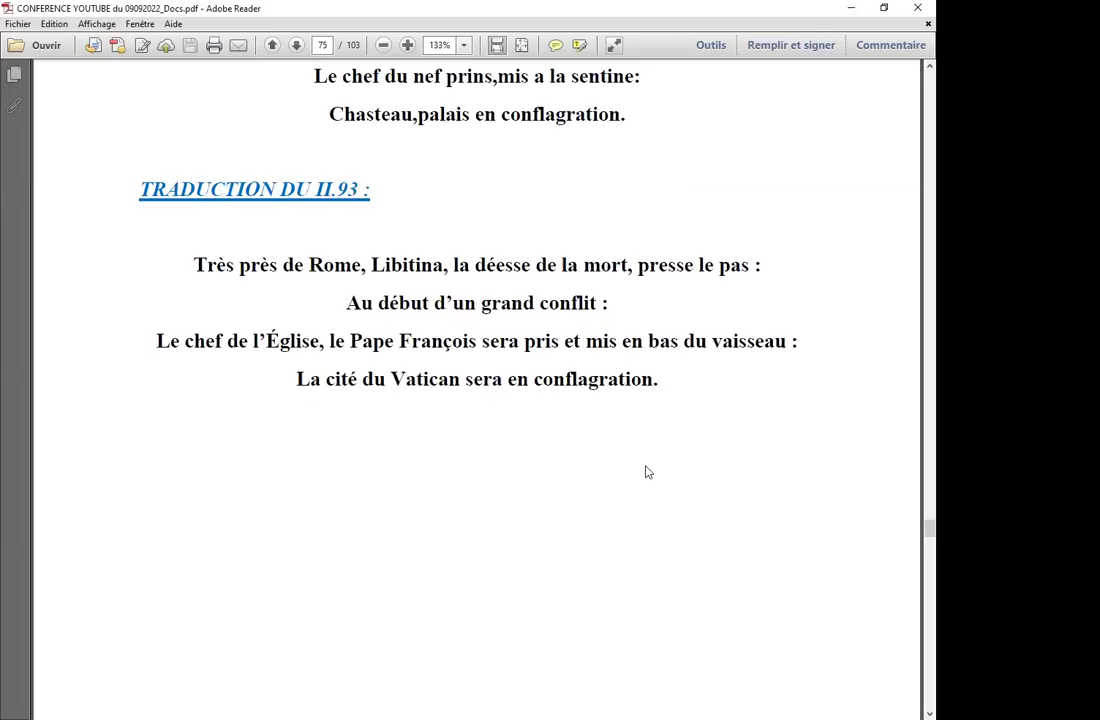 CONFERENCE YOUTUBE du 09092022_Docs.pdf - Adobe Reader
Fichier Edition Affichage Fenêtre Aide
Ouvrir 75 / 103 133% Outils Remplir et signer Commentaire
Le chef du nef prins,mis a la sentine:
Chasteau,palais en conflagration.
TRADUCTION DU II.93 :
Très près de Rome, Libitina, la déesse de la mort, presse le pas :
Au début d’un grand conflit :
Le chef de l’Église, le Pape François sera pris et mis en bas du vaisseau :
La cité du Vatican sera en conflagration.